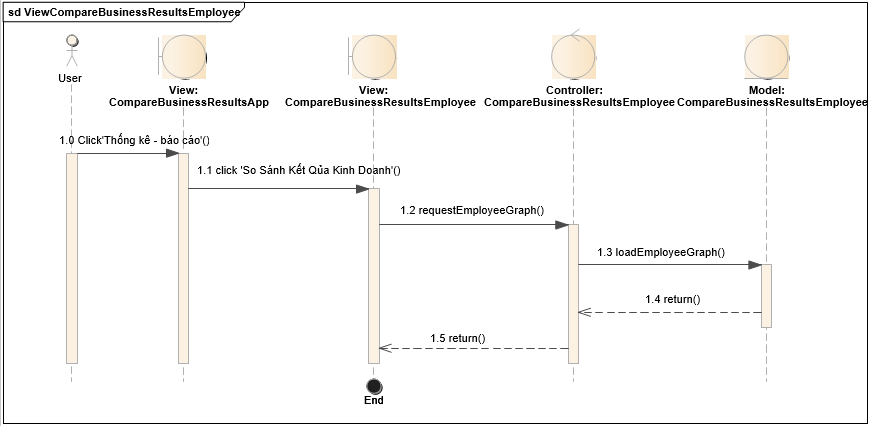 sd ViewCompareBusinessResultsEmployee
User
View:
CompareBusinessResultsApp
View:
CompareBusinessResultsEmployee
Controller:
CompareBusinessResultsEmployee
Model:
CompareBusinessResultsEmployee
1.0 Click'Thống kê - báo cáo'()
1.1 click 'So Sánh Kết Qủa Kinh Doanh'()
1.2 requestEmployeeGraph()
1.3 loadEmployeeGraph()
1.4 return()
1.5 return()
End